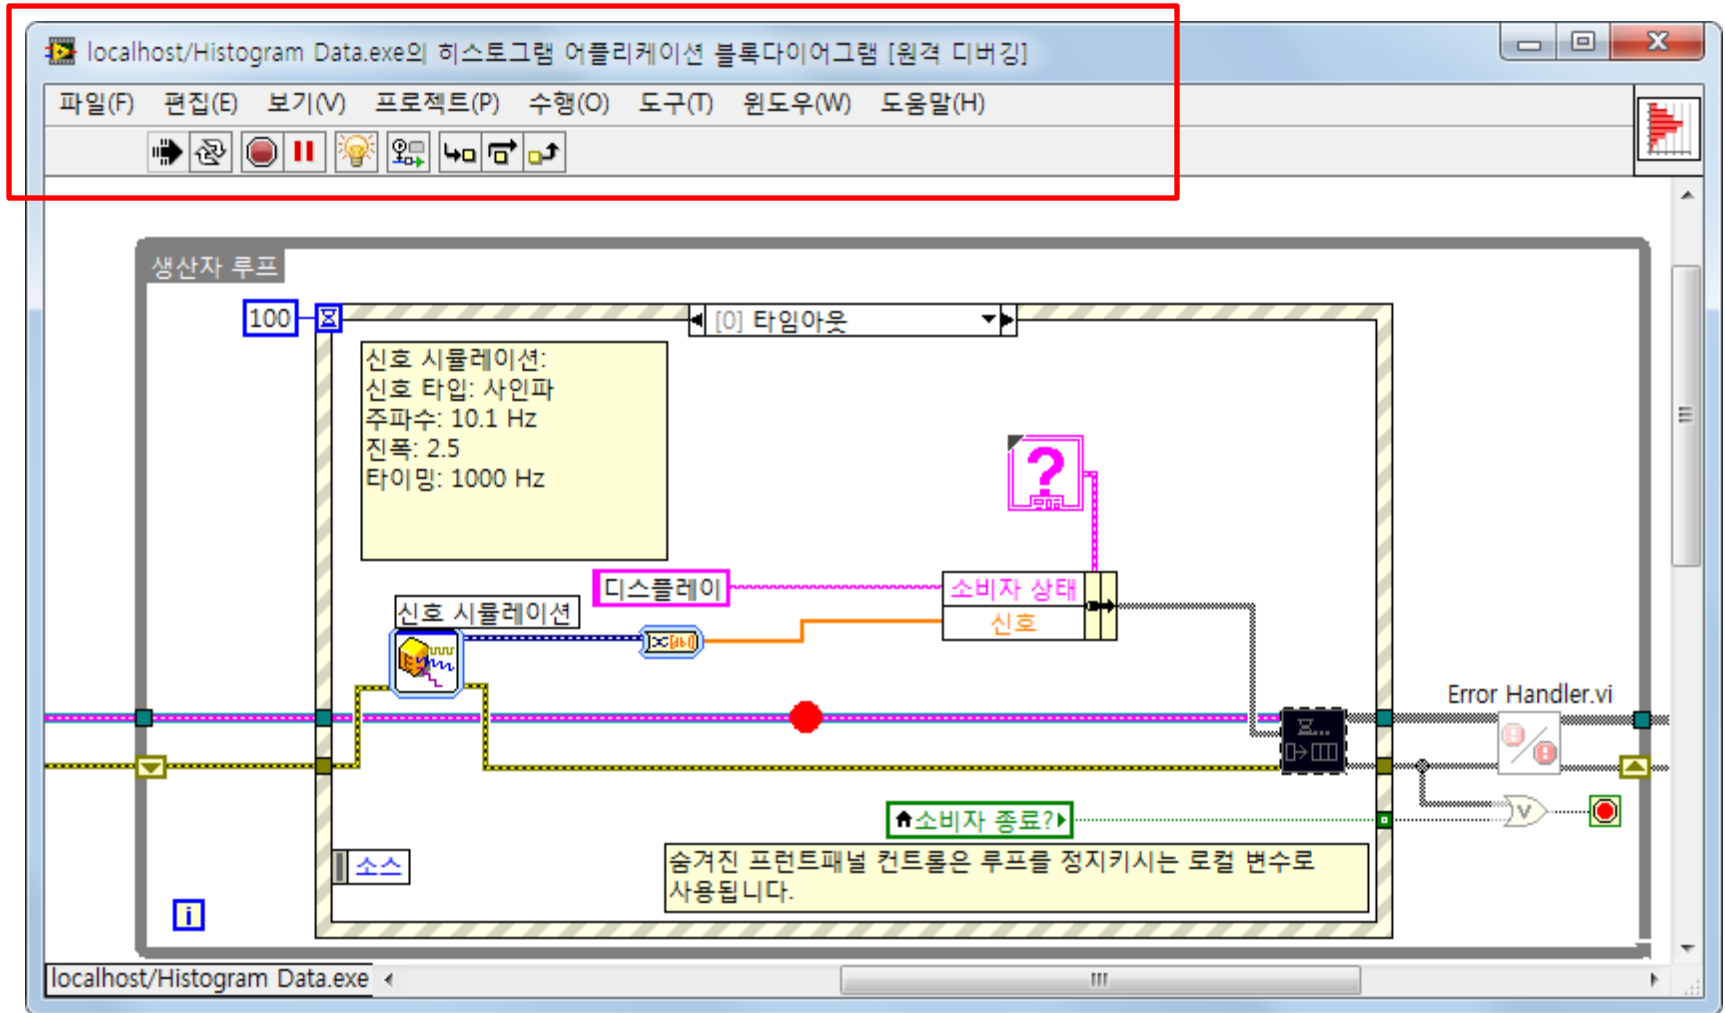 localhost/Histogram Data.exe의 히스토그램 어플리케이션 블록다이어그램 [원격 디버깅]
파일(F) 편집(E) 보기(V) 프로젝트(P) 수행(O) 도구(T) 윈도우(W) 도움말(H)
생산자 루프
100
[0] 타임아웃
신호 시뮬레이션:
신호 타입: 사인파
주파수: 10.1 Hz
진폭: 2.5
타이밍: 1000 Hz
?
디스플레이
소비자 상태
신호 시뮬레이션
신호
Error Handler.vi
소비자 종료?
숨겨진 프런트패널 컨트롤은 루프를 정지키시는 로컬 변수로
사용됩니다.
소스
i
localhost/Histogram Data.exe